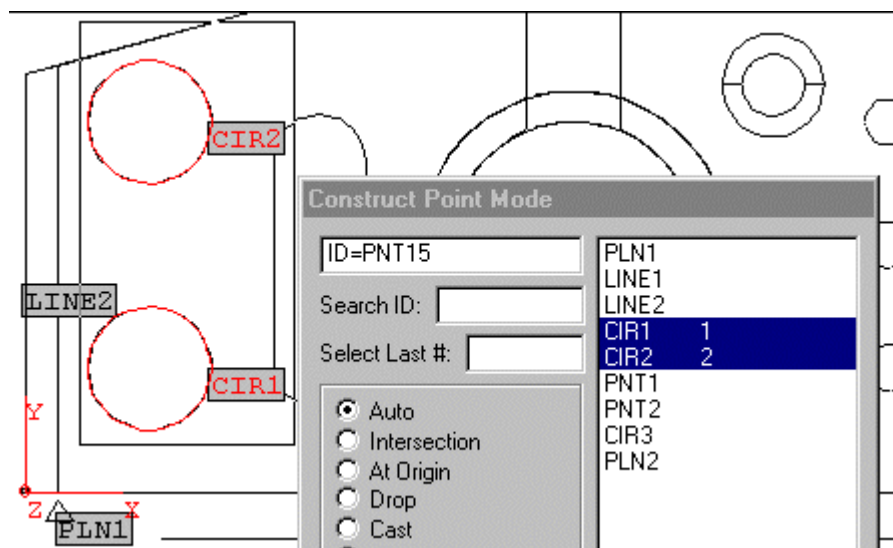 CIR2
LINE2
CIR1
Y
Z
X
PLN1
Construct Point Mode
ID=PNT15
Search ID:
Select Last #:
Auto
Intersection
At Origin
Drop
Cast
PLN1
LINE1
LINE2
CIR1 1
CIR2 2
PNT1
PNT2
CIR3
PLN2